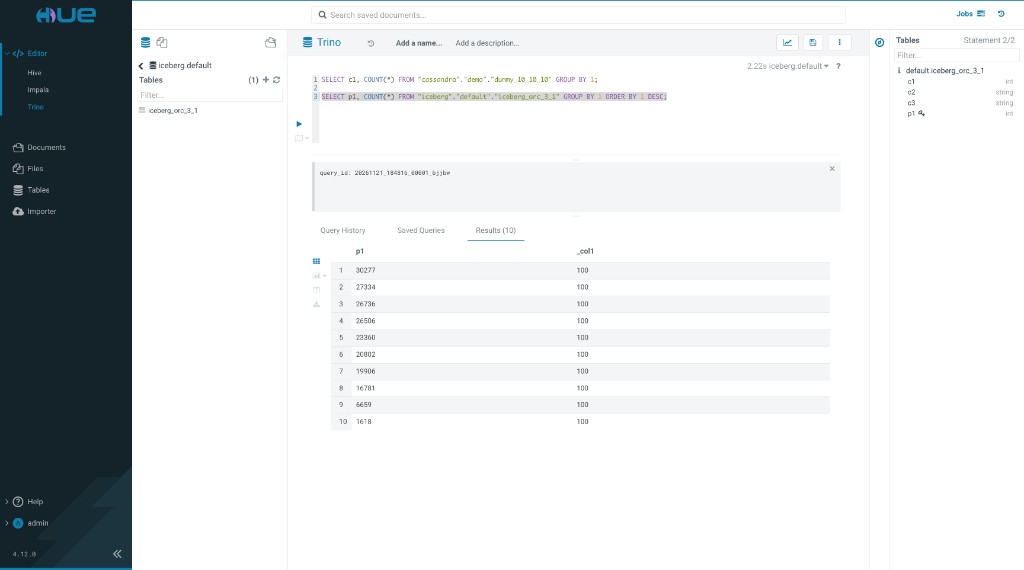 HUE
Search saved documents...
Jobs
Editor
Hive
Impala
Trino
Documents
Files
Tables
Importer
Help
admin
4.12.0
iceberg.default
Tables (1)
Filter...
iceberg_orc_3_1
Trino Add a name... Add a description...
2.22s iceberg.default ?
1 SELECT c1, COUNT(*) FROM "cassandra"."demo"."dummy_10_10_10" GROUP BY 1;
2
3 SELECT p1, COUNT(*) FROM "iceberg"."default"."iceberg_orc_3_1" GROUP BY 1 ORDER BY 1 DESC;
Query History Saved Queries Results (10)
p1 _col1
1 30277 100
2 27334 100
3 26736 100
4 26506 100
5 23360 100
6 20802 100
7 19906 100
8 16781 100
9 6659 100
10 1618 100
Tables Statement 2/2
Filter...
default.iceberg_orc_3_1
c1 int
c2 string
c3 string
p1 int